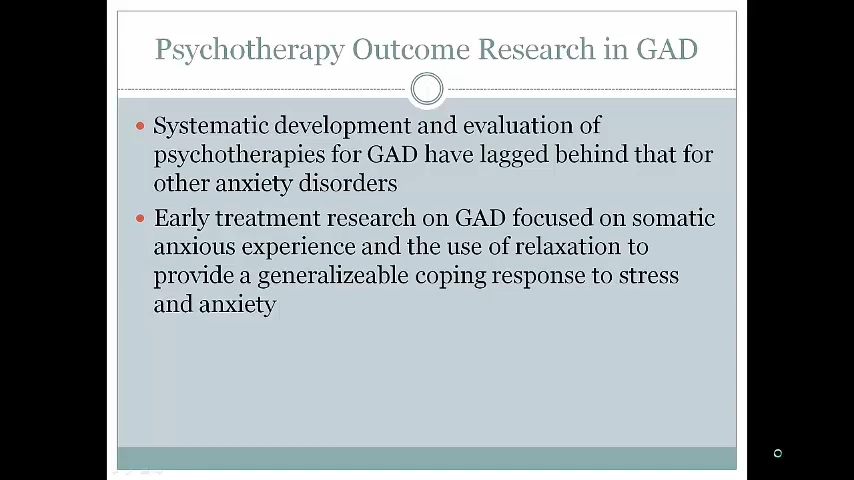 Psychotherapy Outcome Research in GAD
• Systematic development and evaluation of
psychotherapies for GAD have lagged behind that for
other anxiety disorders
• Early treatment research on GAD focused on somatic
anxious experience and the use of relaxation to
provide a generalizeable coping response to stress
and anxiety